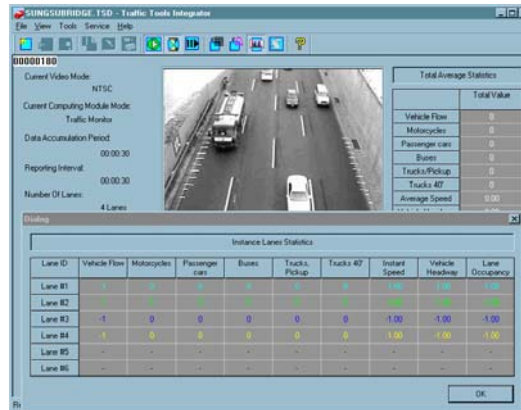 SUNGSUBRIDGE.TSD - Traffic Tools Integrator
File View Tools Service Help
00000180
Current Video Mode:
NTSC
Current Computing Module Mode:
Traffic Monitor
Data Accumulation Period:
00:00:30
Reporting Interval:
00:00:30
Number Of Lanes:
4 Lanes
Total Average Statistics
Total Value
Vehicle Flow 0
Motorcycles 0
Passenger cars 0
Buses 0
Trucks/Pickup 0
Trucks 40' 0
Average Speed 0.00
Dialog
Instance Lanes Statistics
Lane ID Vehicle Flow Motorcycles Passenger cars Buses Trucks, Pickup Trucks 40' Instant Speed Vehicle Headway Lane Occupancy
Lane #1
Lane #2
Lane #3 -1 0 0 0 0 0 -1.00 -1.00 -1.00
Lane #4 -1 0 0 0 0 0 -1.00 -1.00 -1.00
Lane #5 - - - - - - - - -
Lane #6 - - - - - - - - -
OK